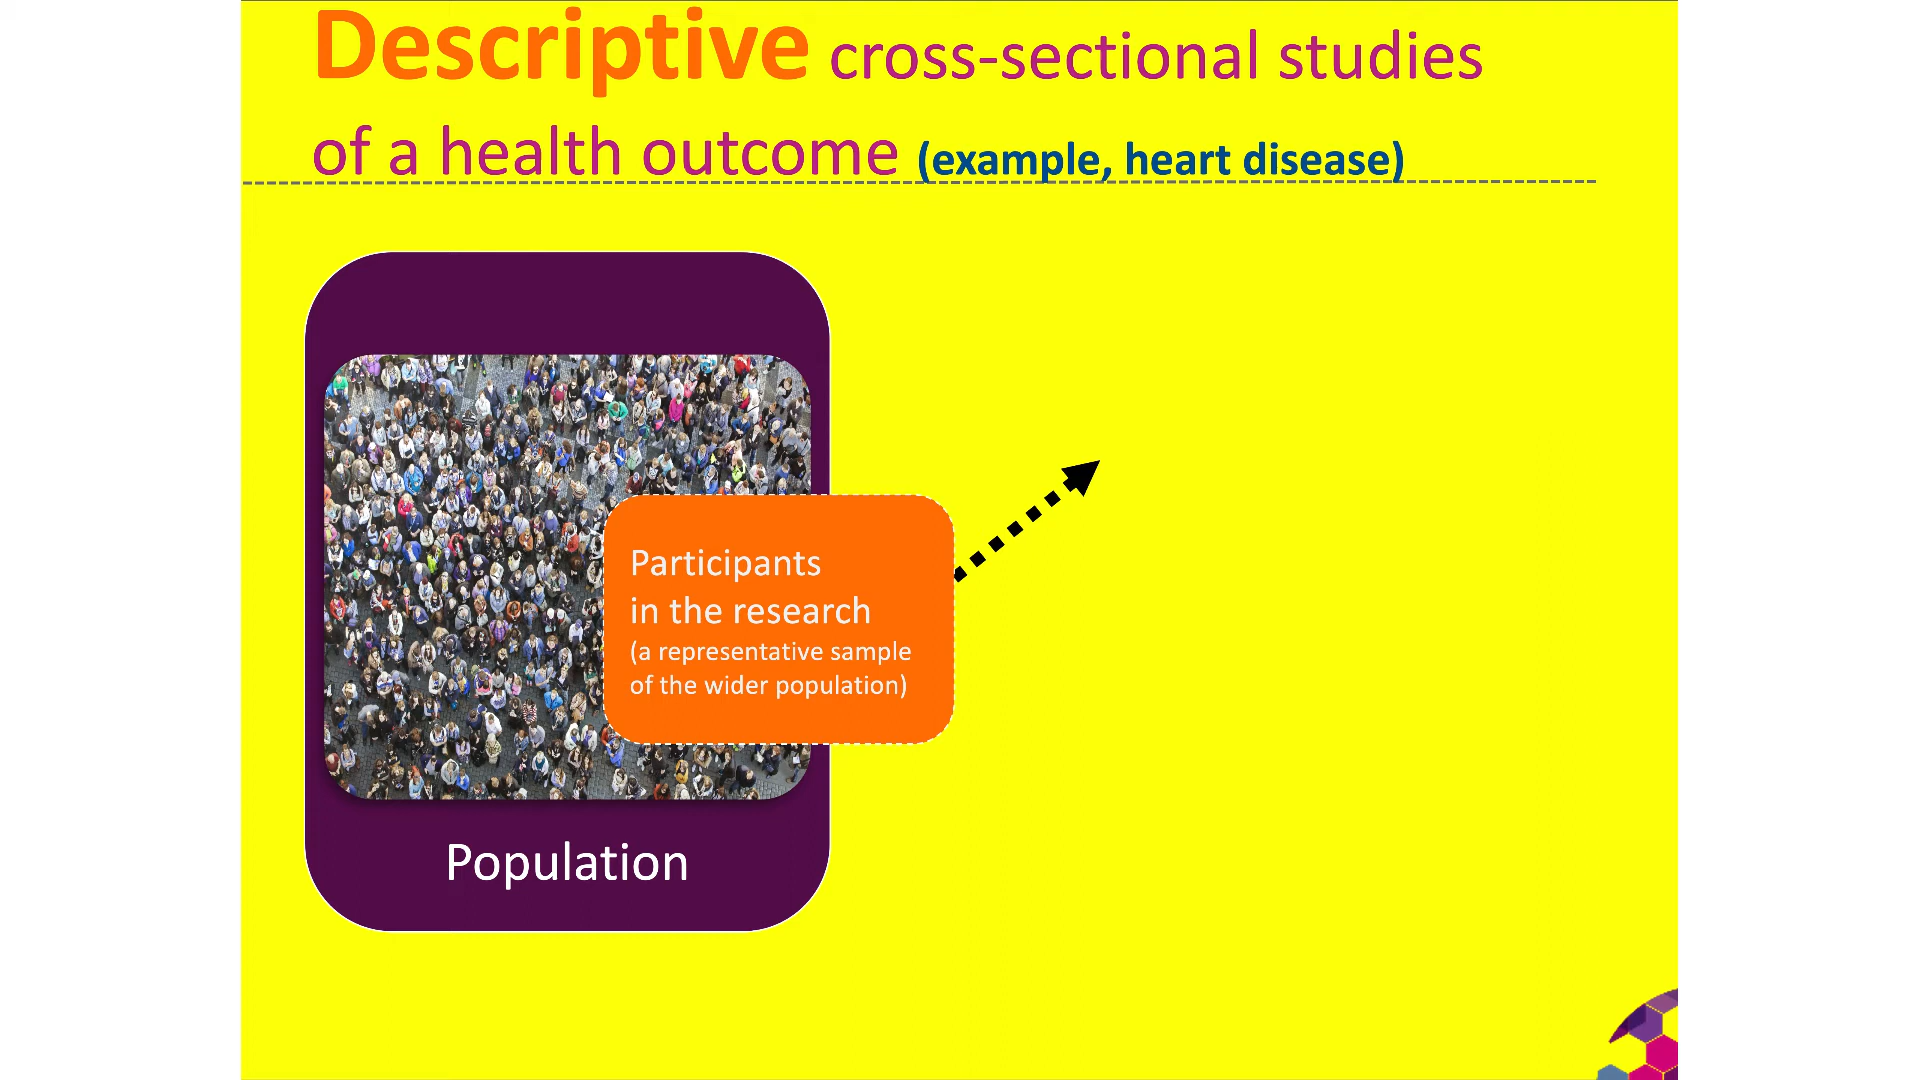 Descriptive cross-sectional studies
of a health outcome (example, heart disease)
Participants
in the research
(a representative sample
of the wider population)
Population